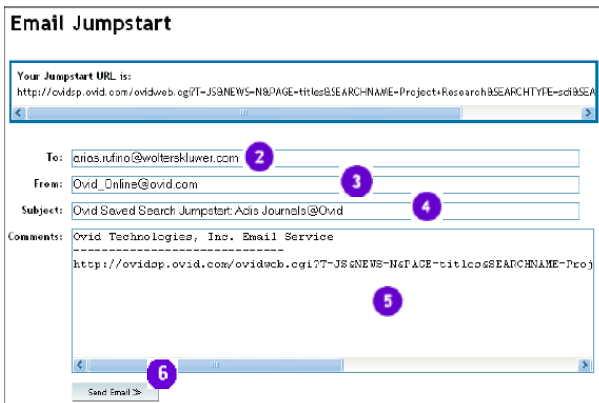 Email Jumpstart
Your Jumpstart URL is:
http://ovidsp.ovid.com/ovidweb.cgi?T=JS&NEWS=N&PAGE=titles&SEARCHNAME=Project+Research&SEARCHTYPE=sdi&SEA
To: arias.rufino@wolterskluwer.com 2
From: Ovid_Online@ovid.com 3
Subject: Ovid Saved Search Jumpstart: Adis Journals@Ovid 4
Comments: Ovid Technologies, Inc. Email Service
------------------------------
http://ovidsp.ovid.com/ovidweb.cgi?T=JS&NEWS=N&PAGE=titles&SEARCHNAME=Proj
5
6
Send Email >>